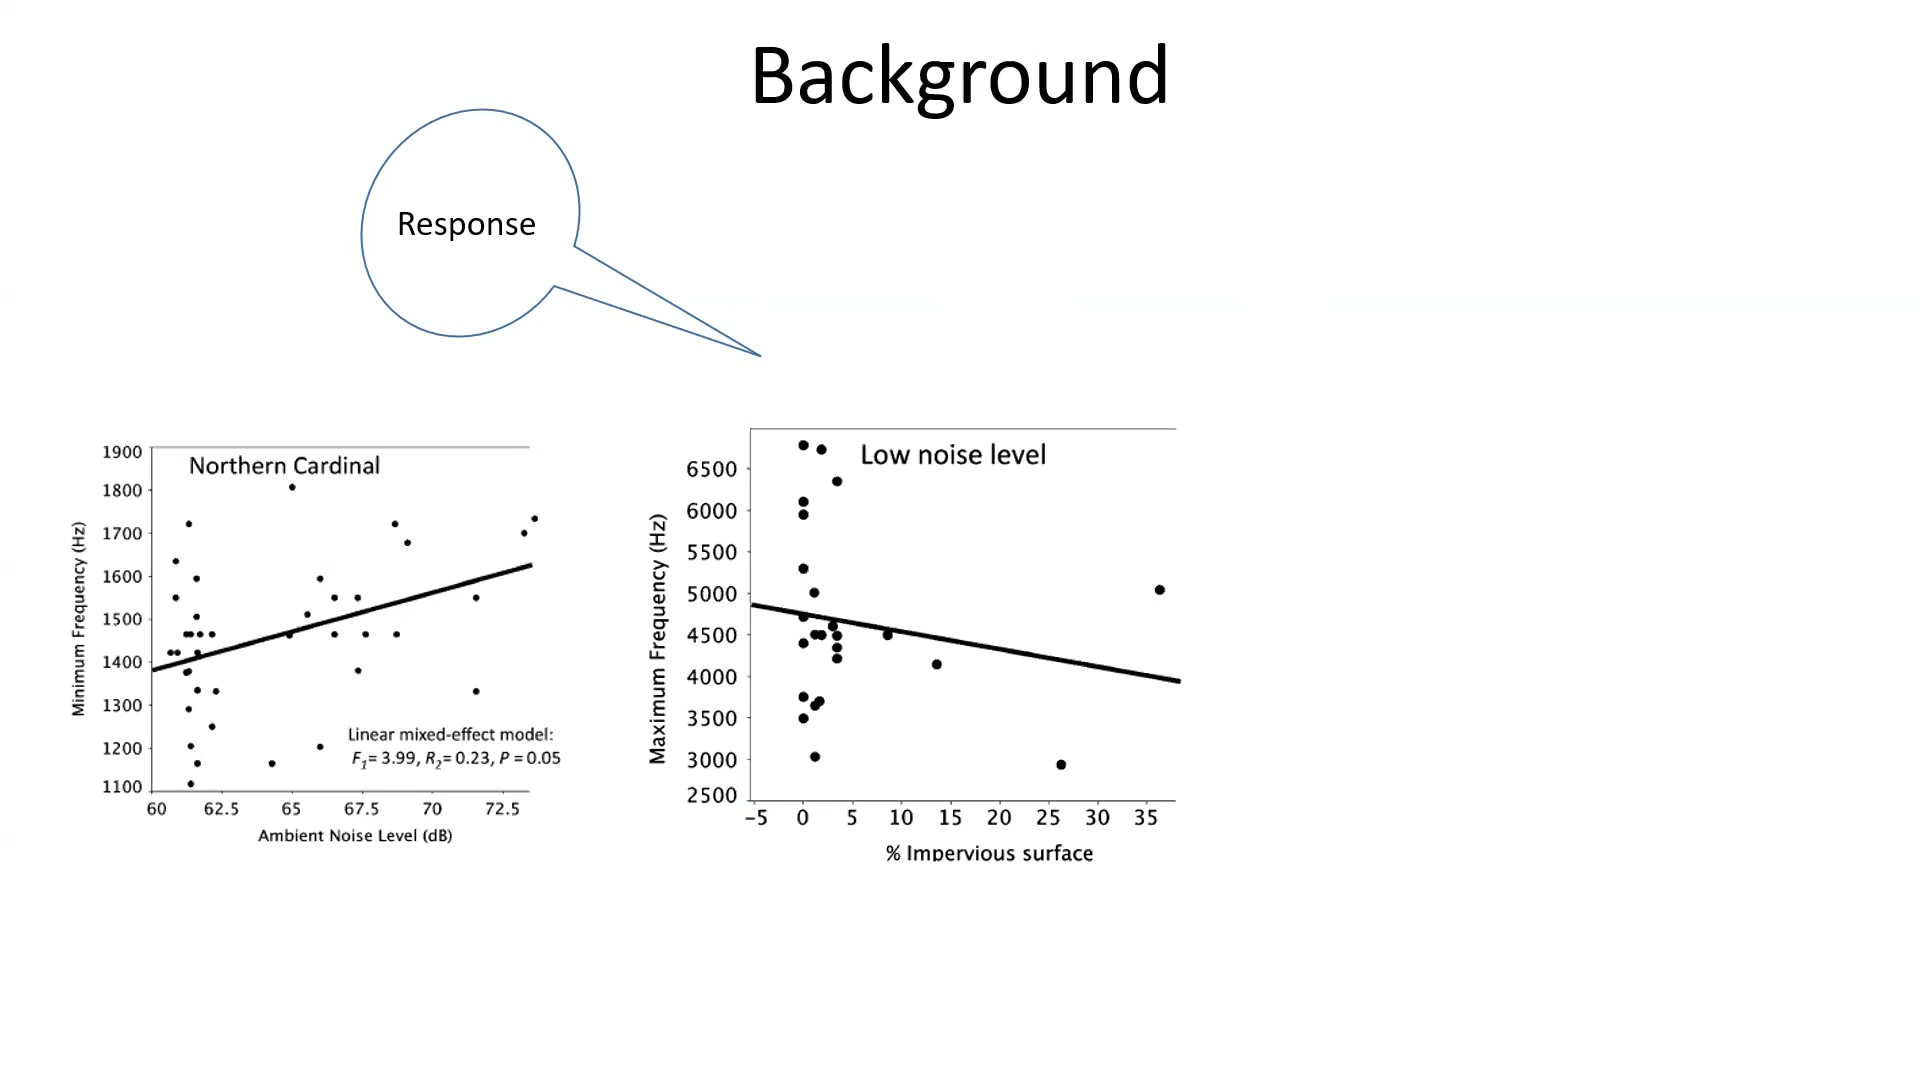 Background
Response
Northern Cardinal
Minimum Frequency (Hz)
1900
1800
1700
1600
1500
1400
1300
1200
1100
Linear mixed-effect model:
F1= 3.99, R2= 0.23, P = 0.05
60 62.5 65 67.5 70 72.5
Ambient Noise Level (dB)
Low noise level
Maximum Frequency (Hz)
6500
6000
5500
5000
4500
4000
3500
3000
2500
−5 0 5 10 15 20 25 30 35
% Impervious surface